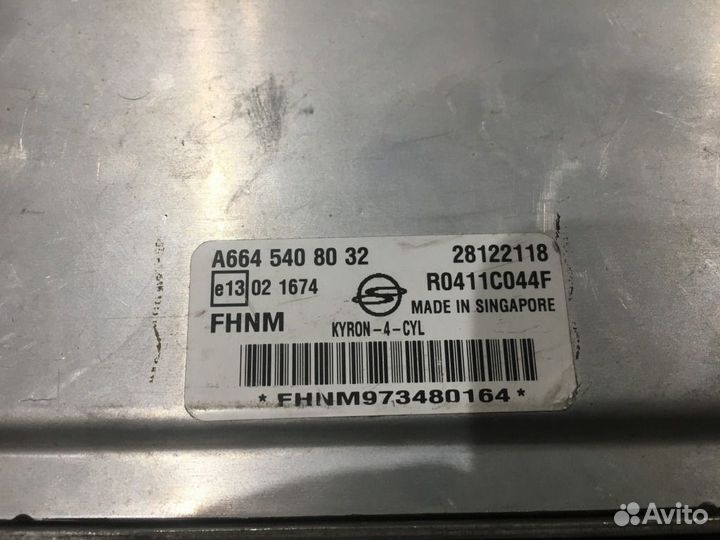 A664 540 80 32 28122118
e13 02 1674 R0411C044F
MADE IN SINGAPORE
FHNM KYRON-4-CYL
* FHNM973480164 *
Avito